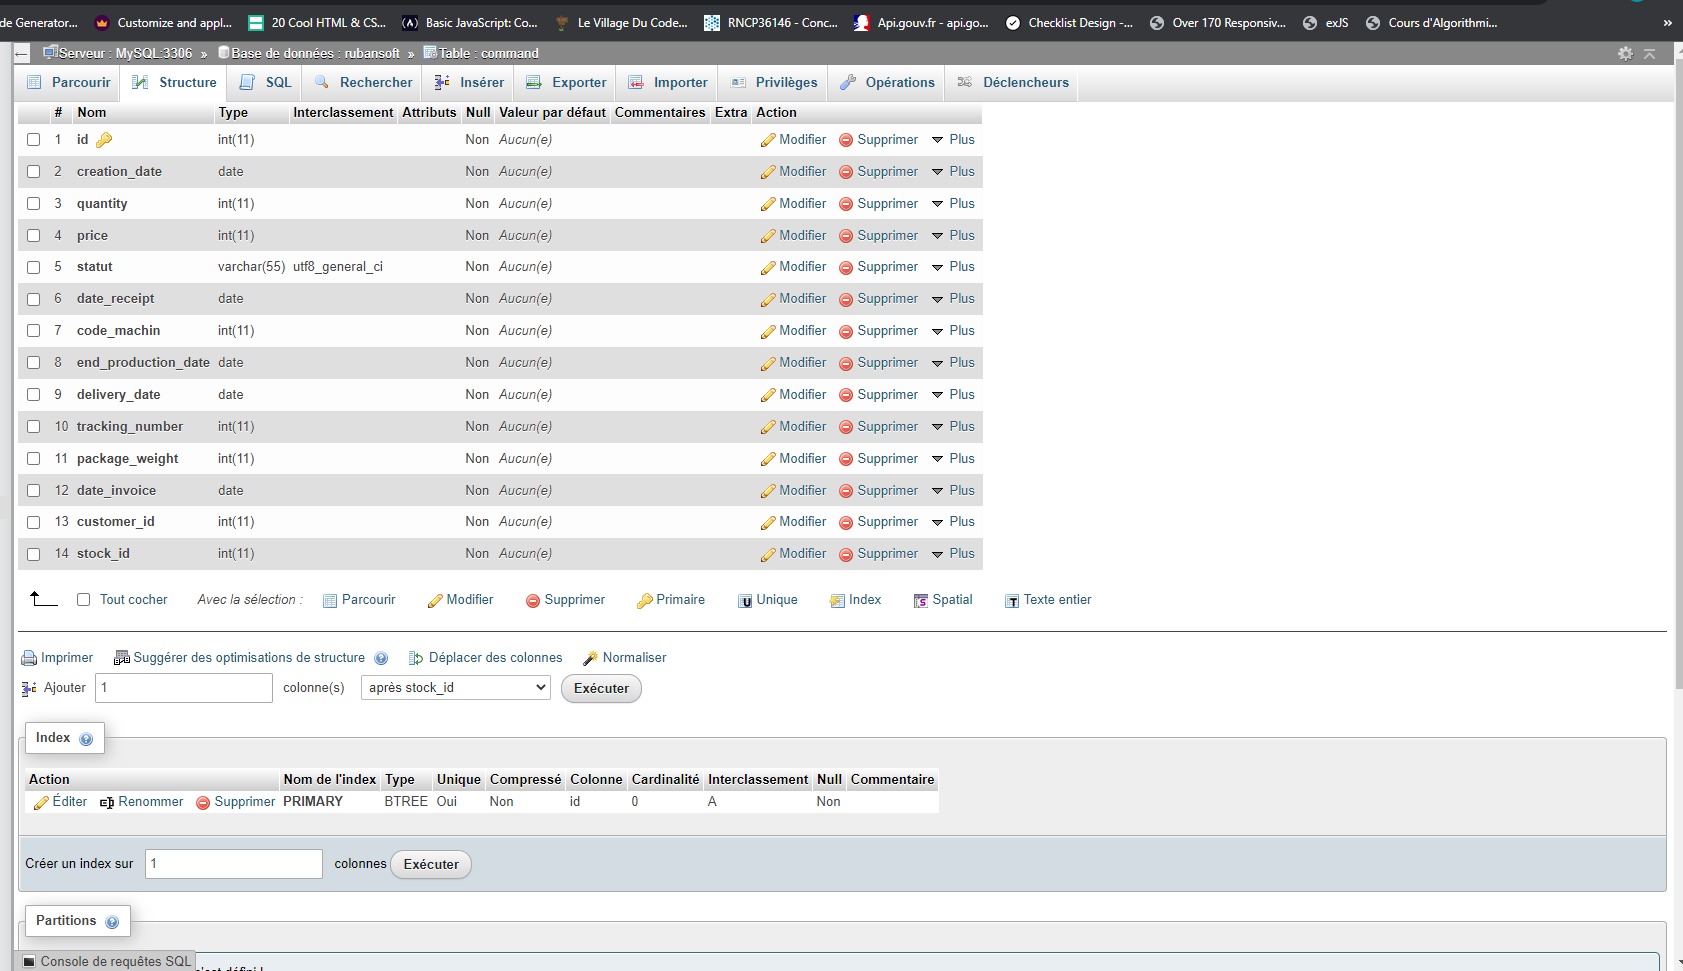 de Generator... Customize and appl... 20 Cool HTML & CS... Basic JavaScript: Co... Le Village Du Code... RNCP36146 - Conc... Api.gouv.fr - api.go... Checklist Design -... Over 170 Responsiv... exJS Cours d'Algorithmi... »
← Serveur : MySQL:3306 » Base de données : rubansoft » Table : command
Parcourir Structure SQL Rechercher Insérer Exporter Importer Privilèges Opérations Déclencheurs
# Nom Type Interclassement Attributs Null Valeur par défaut Commentaires Extra Action
1 id int(11) Non Aucun(e) Modifier Supprimer Plus
2 creation_date date Non Aucun(e) Modifier Supprimer Plus
3 quantity int(11) Non Aucun(e) Modifier Supprimer Plus
4 price int(11) Non Aucun(e) Modifier Supprimer Plus
5 statut varchar(55) utf8_general_ci Non Aucun(e) Modifier Supprimer Plus
6 date_receipt date Non Aucun(e) Modifier Supprimer Plus
7 code_machin int(11) Non Aucun(e) Modifier Supprimer Plus
8 end_production_date date Non Aucun(e) Modifier Supprimer Plus
9 delivery_date date Non Aucun(e) Modifier Supprimer Plus
10 tracking_number int(11) Non Aucun(e) Modifier Supprimer Plus
11 package_weight int(11) Non Aucun(e) Modifier Supprimer Plus
12 date_invoice date Non Aucun(e) Modifier Supprimer Plus
13 customer_id int(11) Non Aucun(e) Modifier Supprimer Plus
14 stock_id int(11) Non Aucun(e) Modifier Supprimer Plus
Tout cocher Avec la sélection : Parcourir Modifier Supprimer Primaire Unique Index Spatial Texte entier
Imprimer Suggérer des optimisations de structure Déplacer des colonnes Normaliser
Ajouter 1 colonne(s) après stock_id Exécuter
Index
Action Nom de l'index Type Unique Compressé Colonne Cardinalité Interclassement Null Commentaire
Éditer Renommer Supprimer PRIMARY BTREE Oui Non id 0 A Non
Créer un index sur 1 colonnes Exécuter
Partitions
Console de requêtes SQL